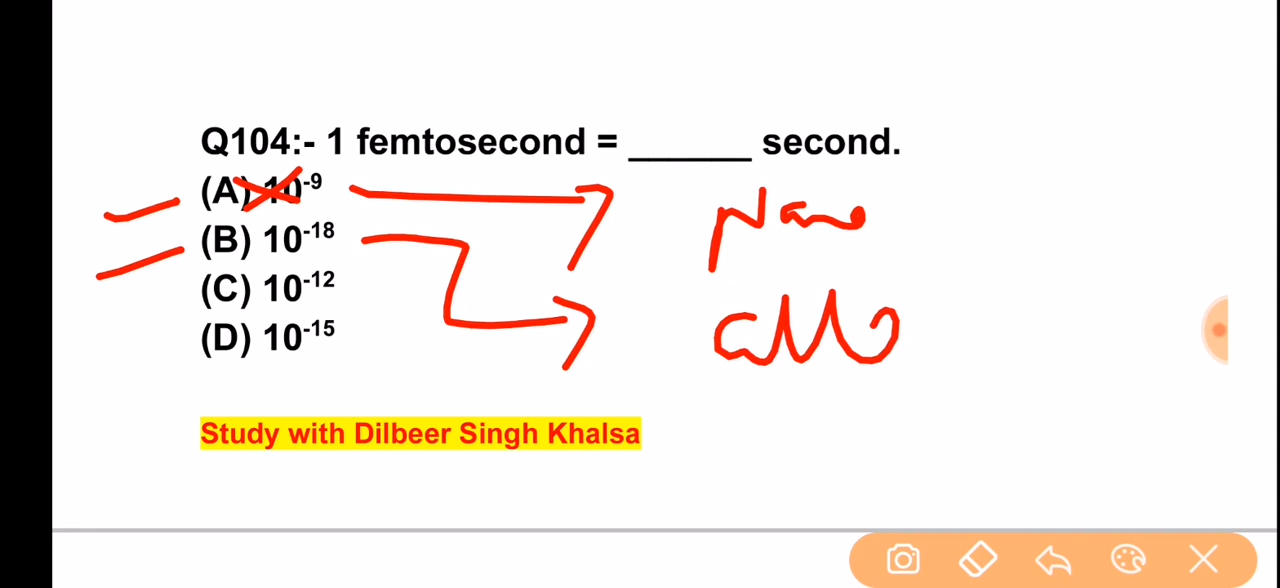 Q104:- 1 femtosecond = ______ second.
(A) 10⁻⁹
Nano
(B) 10⁻¹⁸
(C) 10⁻¹²
atto
(D) 10⁻¹⁵
Study with Dilbeer Singh Khalsa